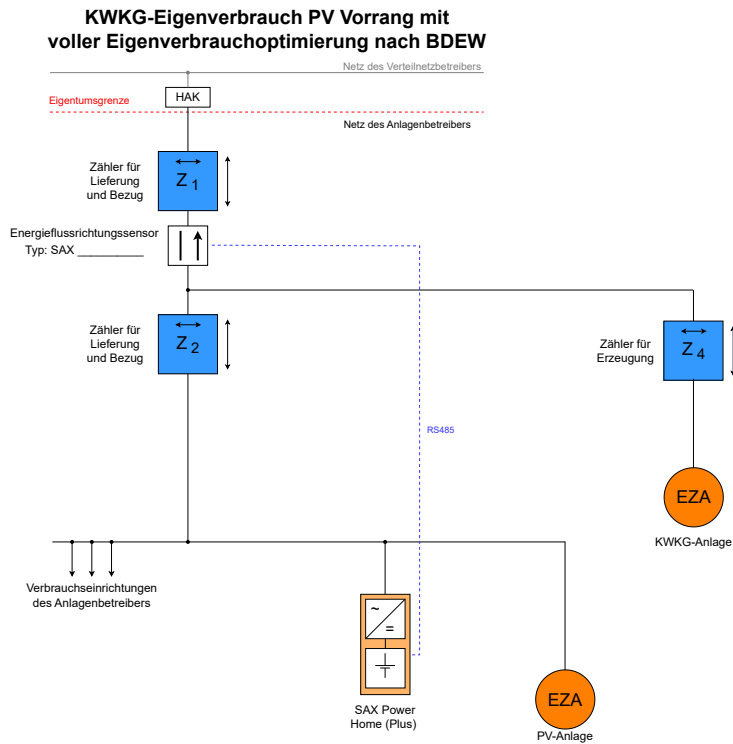 KWKG-Eigenverbrauch PV Vorrang mit
voller Eigenverbrauchoptimierung nach BDEW
Netz des Verteilnetzbetreibers
HAK
Eigentumsgrenze
Netz des Anlagenbetreibers
Zähler für
Lieferung
und Bezug
Z 1
Energieflussrichtungssensor
Typ: SAX __________
Zähler für
Lieferung
und Bezug
Z 2
Zähler für
Erzeugung
Z 4
RS485
EZA
KWKG-Anlage
Verbrauchseinrichtungen
des Anlagenbetreibers
~
=
SAX Power
Home (Plus)
EZA
PV-Anlage